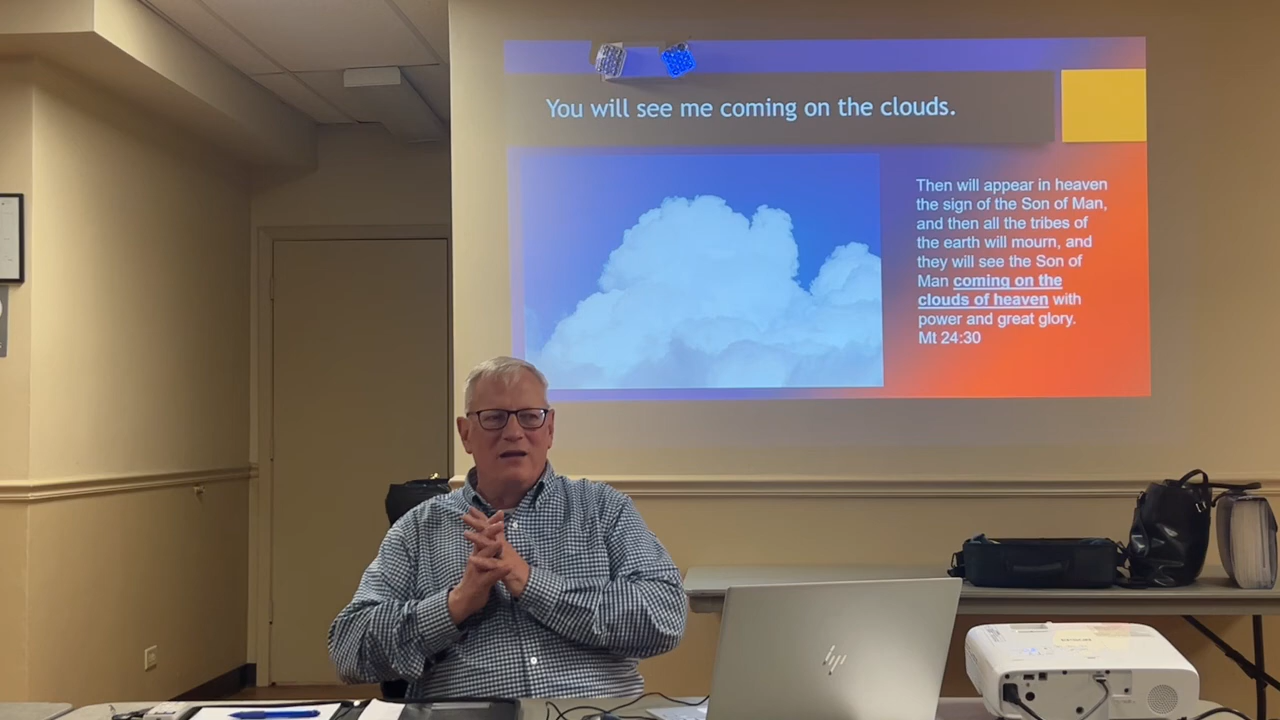 You will see me coming on the clouds.
Then will appear in heaven
the sign of the Son of Man,
and then all the tribes of
the earth will mourn, and
they will see the Son of
Man coming on the
clouds of heaven with
power and great glory.
Mt 24:30
hp